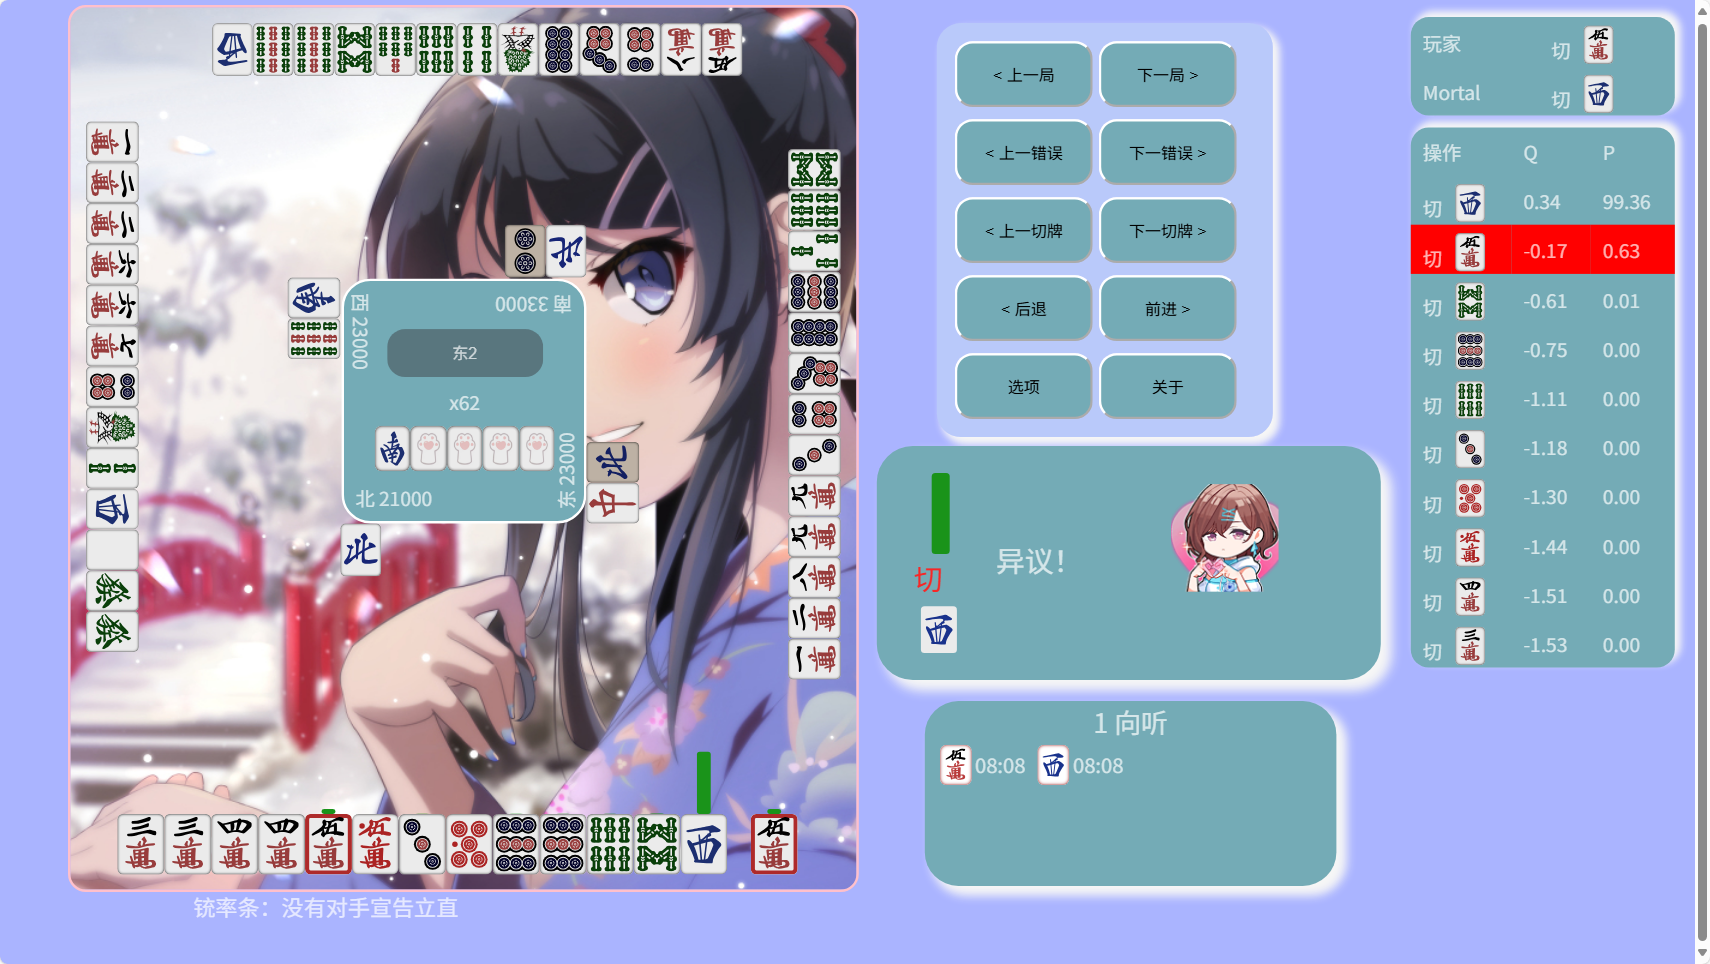 西 23000
南 33000
东2
x62
北 21000
东 23000
铳率条：没有对手宣告立直
< 上一局
下一局 >
< 上一错误
下一错误 >
< 上一切牌
下一切牌 >
< 后退
前进 >
选项
关于
切
异议！
1 向听
08:08 08:08
玩家 切
Mortal 切
操作 Q P
切 0.34 99.36
切 -0.17 0.63
切 -0.61 0.01
切 -0.75 0.00
切 -1.11 0.00
切 -1.18 0.00
切 -1.30 0.00
切 -1.44 0.00
切 -1.51 0.00
切 -1.53 0.00